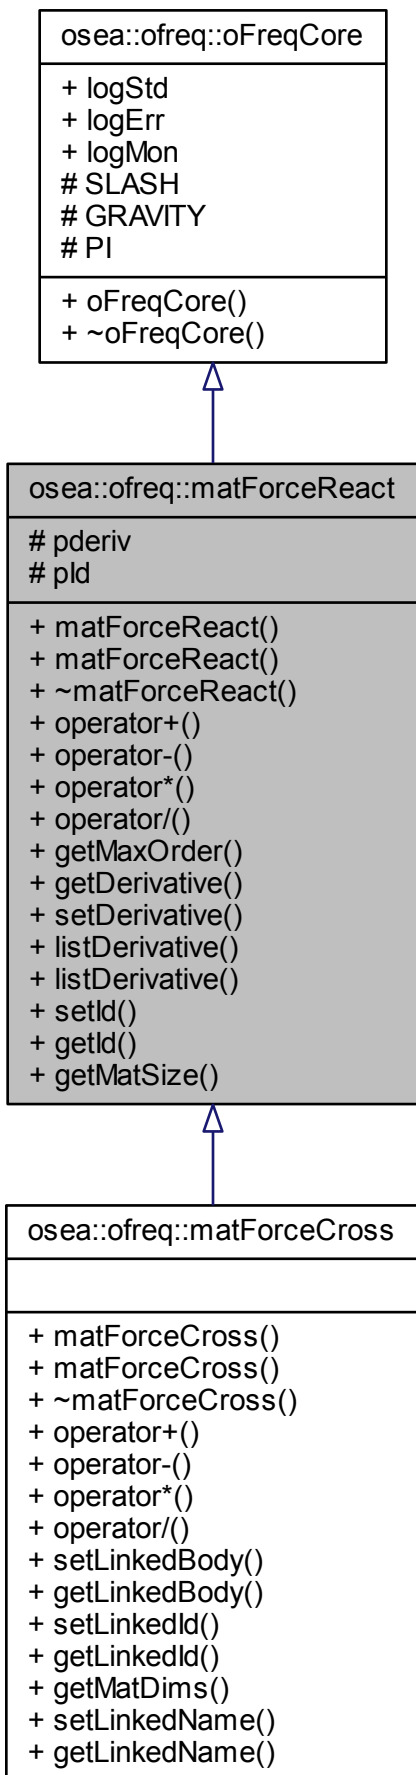 osea::ofreq::oFreqCore
+ logStd
+ logErr
+ logMon
# SLASH
# GRAVITY
# PI
+ oFreqCore()
+ ~oFreqCore()
osea::ofreq::matForceReact
# pderiv
# pId
+ matForceReact()
+ matForceReact()
+ ~matForceReact()
+ operator+()
+ operator-()
+ operator*()
+ operator/()
+ getMaxOrder()
+ getDerivative()
+ setDerivative()
+ listDerivative()
+ listDerivative()
+ setId()
+ getId()
+ getMatSize()
osea::ofreq::matForceCross
+ matForceCross()
+ matForceCross()
+ ~matForceCross()
+ operator+()
+ operator-()
+ operator*()
+ operator/()
+ setLinkedBody()
+ getLinkedBody()
+ setLinkedId()
+ getLinkedId()
+ getMatDims()
+ setLinkedName()
+ getLinkedName()